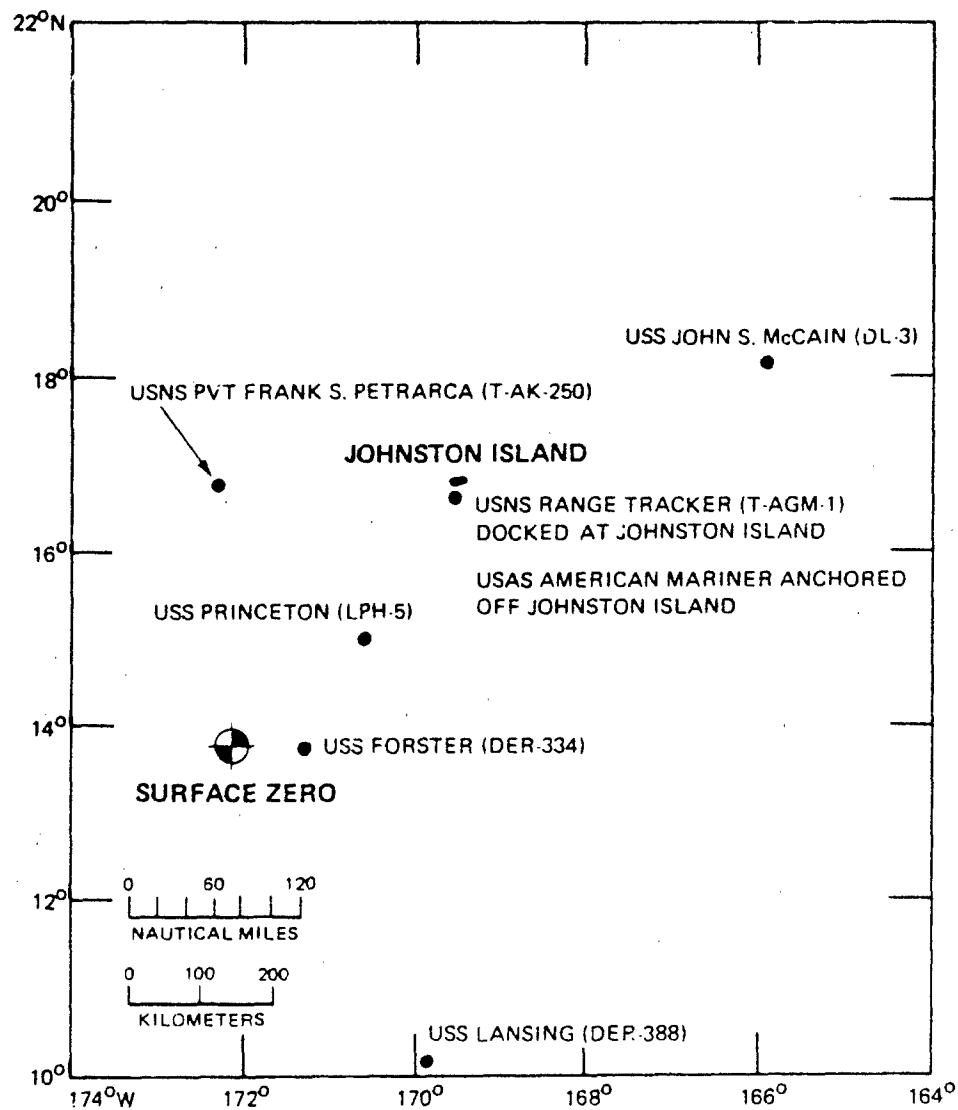 22°N
20°
USS JOHN S. McCAIN (DL-3)
18°
USNS PVT FRANK S. PETRARCA (T-AK-250)
JOHNSTON ISLAND
USNS RANGE TRACKER (T-AGM-1)
DOCKED AT JOHNSTON ISLAND
16°
USAS AMERICAN MARINER ANCHORED
OFF JOHNSTON ISLAND
USS PRINCETON (LPH-5)
14°
USS FORSTER (DER-334)
SURFACE ZERO
0 60 120
12°
NAUTICAL MILES
0 100 200
KILOMETERS
USS LANSING (DER-388)
10°
174°W 172° 170° 168° 166° 164°